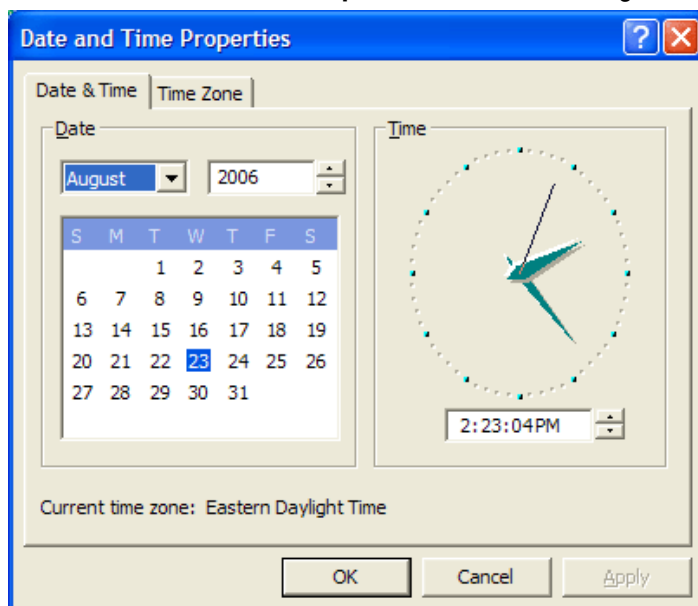 Date and Time Properties
Date & Time Time Zone
Date Time
August 2006
S M T W T F S
1 2 3 4 5
6 7 8 9 10 11 12
13 14 15 16 17 18 19
20 21 22 23 24 25 26
27 28 29 30 31
2:23:04PM
Current time zone: Eastern Daylight Time
OK Cancel Apply